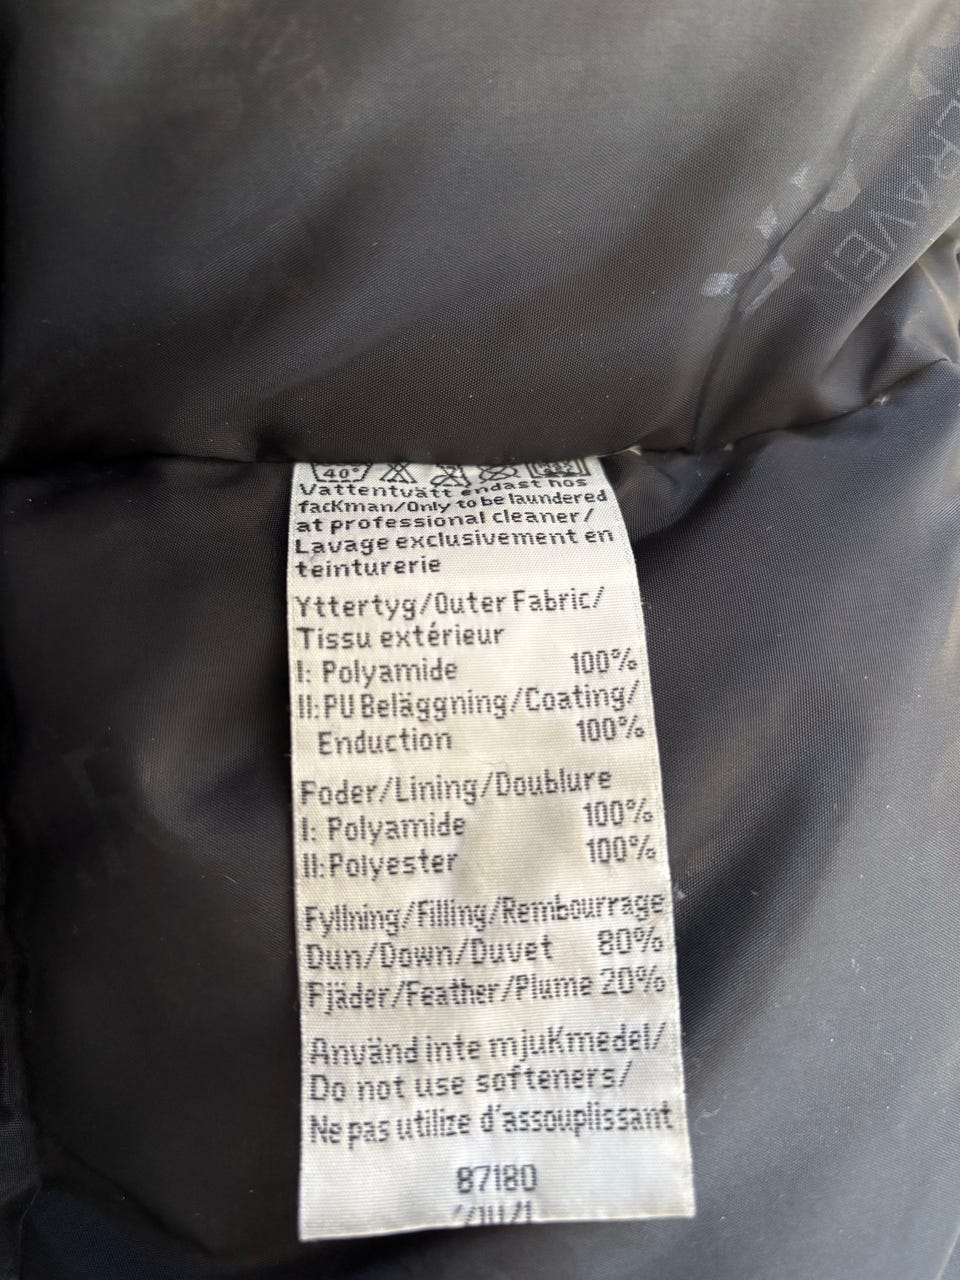 ERAVEN
40°
Vattentvätt endast hos
fackman/Only to be laundered
at professional cleaner/
Lavage exclusivement en
teinturerie
Yttertyg/Outer Fabric/
Tissu extérieur
I: Polyamide 100%
II: PU Beläggning/Coating/
Enduction 100%
Foder/Lining/Doublure
I: Polyamide 100%
II: Polyester 100%
Fyllning/Filling/Rembourrage
Dun/Down/Duvet 80%
Fjäder/Feather/Plume 20%
Använd inte mjukmedel/
Do not use softeners/
Ne pas utilize d'assouplissant
87180